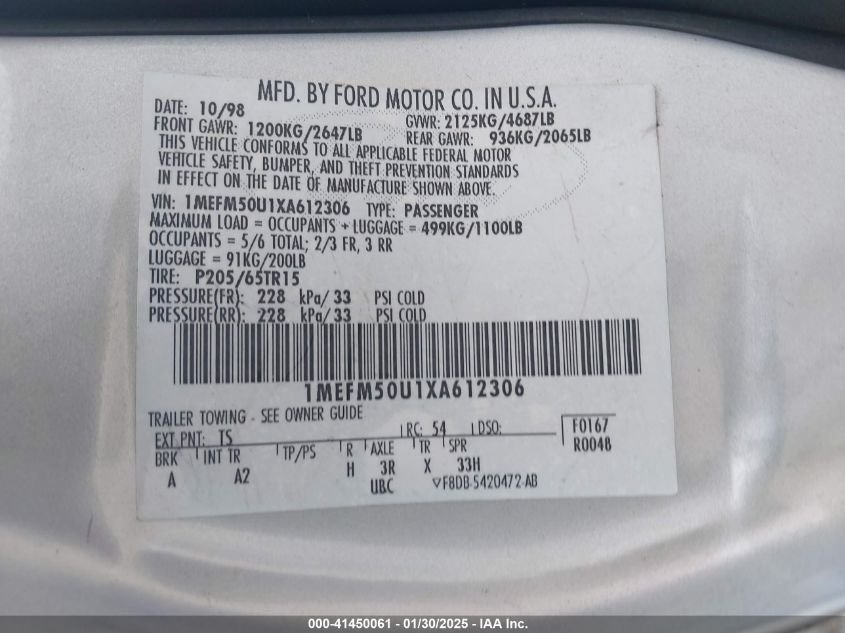 MFD. BY FORD MOTOR CO. IN U.S.A.
DATE: 10/98 GVWR: 2125KG/4687LB
FRONT GAWR: 1200KG/2647LB REAR GAWR: 936KG/2065LB
THIS VEHICLE CONFORMS TO ALL APPLICABLE FEDERAL MOTOR
VEHICLE SAFETY, BUMPER, AND THEFT PREVENTION STANDARDS
IN EFFECT ON THE DATE OF MANUFACTURE SHOWN ABOVE.
VIN: 1MEFM50U1XA612306 TYPE: PASSENGER
MAXIMUM LOAD = OCCUPANTS + LUGGAGE = 499KG/1100LB
OCCUPANTS = 5/6 TOTAL; 2/3 FR, 3 RR
LUGGAGE = 91KG/200LB
TIRE: P205/65TR15
PRESSURE(FR): 228 kPa/ 33 PSI COLD
PRESSURE(RR): 228 kPa/ 33 PSI COLD
1MEFM50U1XA612306
TRAILER TOWING - SEE OWNER GUIDE
EXT PNT: TS RC: 54 DSO: F0167
R0048
BRK INT TR TP/PS R AXLE TR SPR
A A2 H 3R X 33H
UBC ▽F8DB-5420472-AB
000-41450061 - 01/30/2025 - IAA Inc.